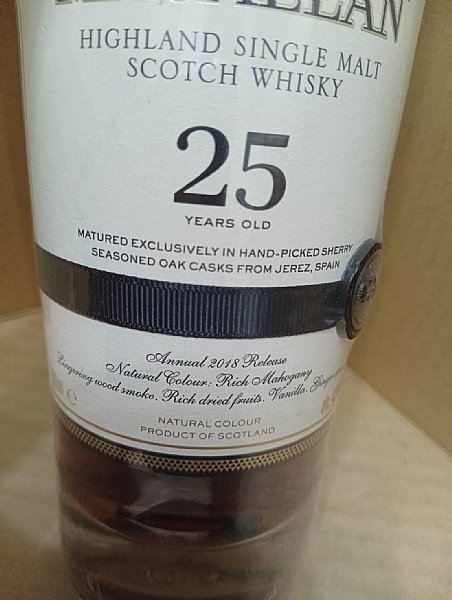 HIGHLAND SINGLE MALT
SCOTCH WHISKY
25
YEARS OLD
MATURED EXCLUSIVELY IN HAND-PICKED SHERRY
SEASONED OAK CASKS FROM JEREZ, SPAIN
Annual 2018 Release
Natural Colour: Rich Mahogany
Lingering wood smoke. Rich dried fruits. Vanilla. Ginger
NATURAL COLOUR
PRODUCT OF SCOTLAND